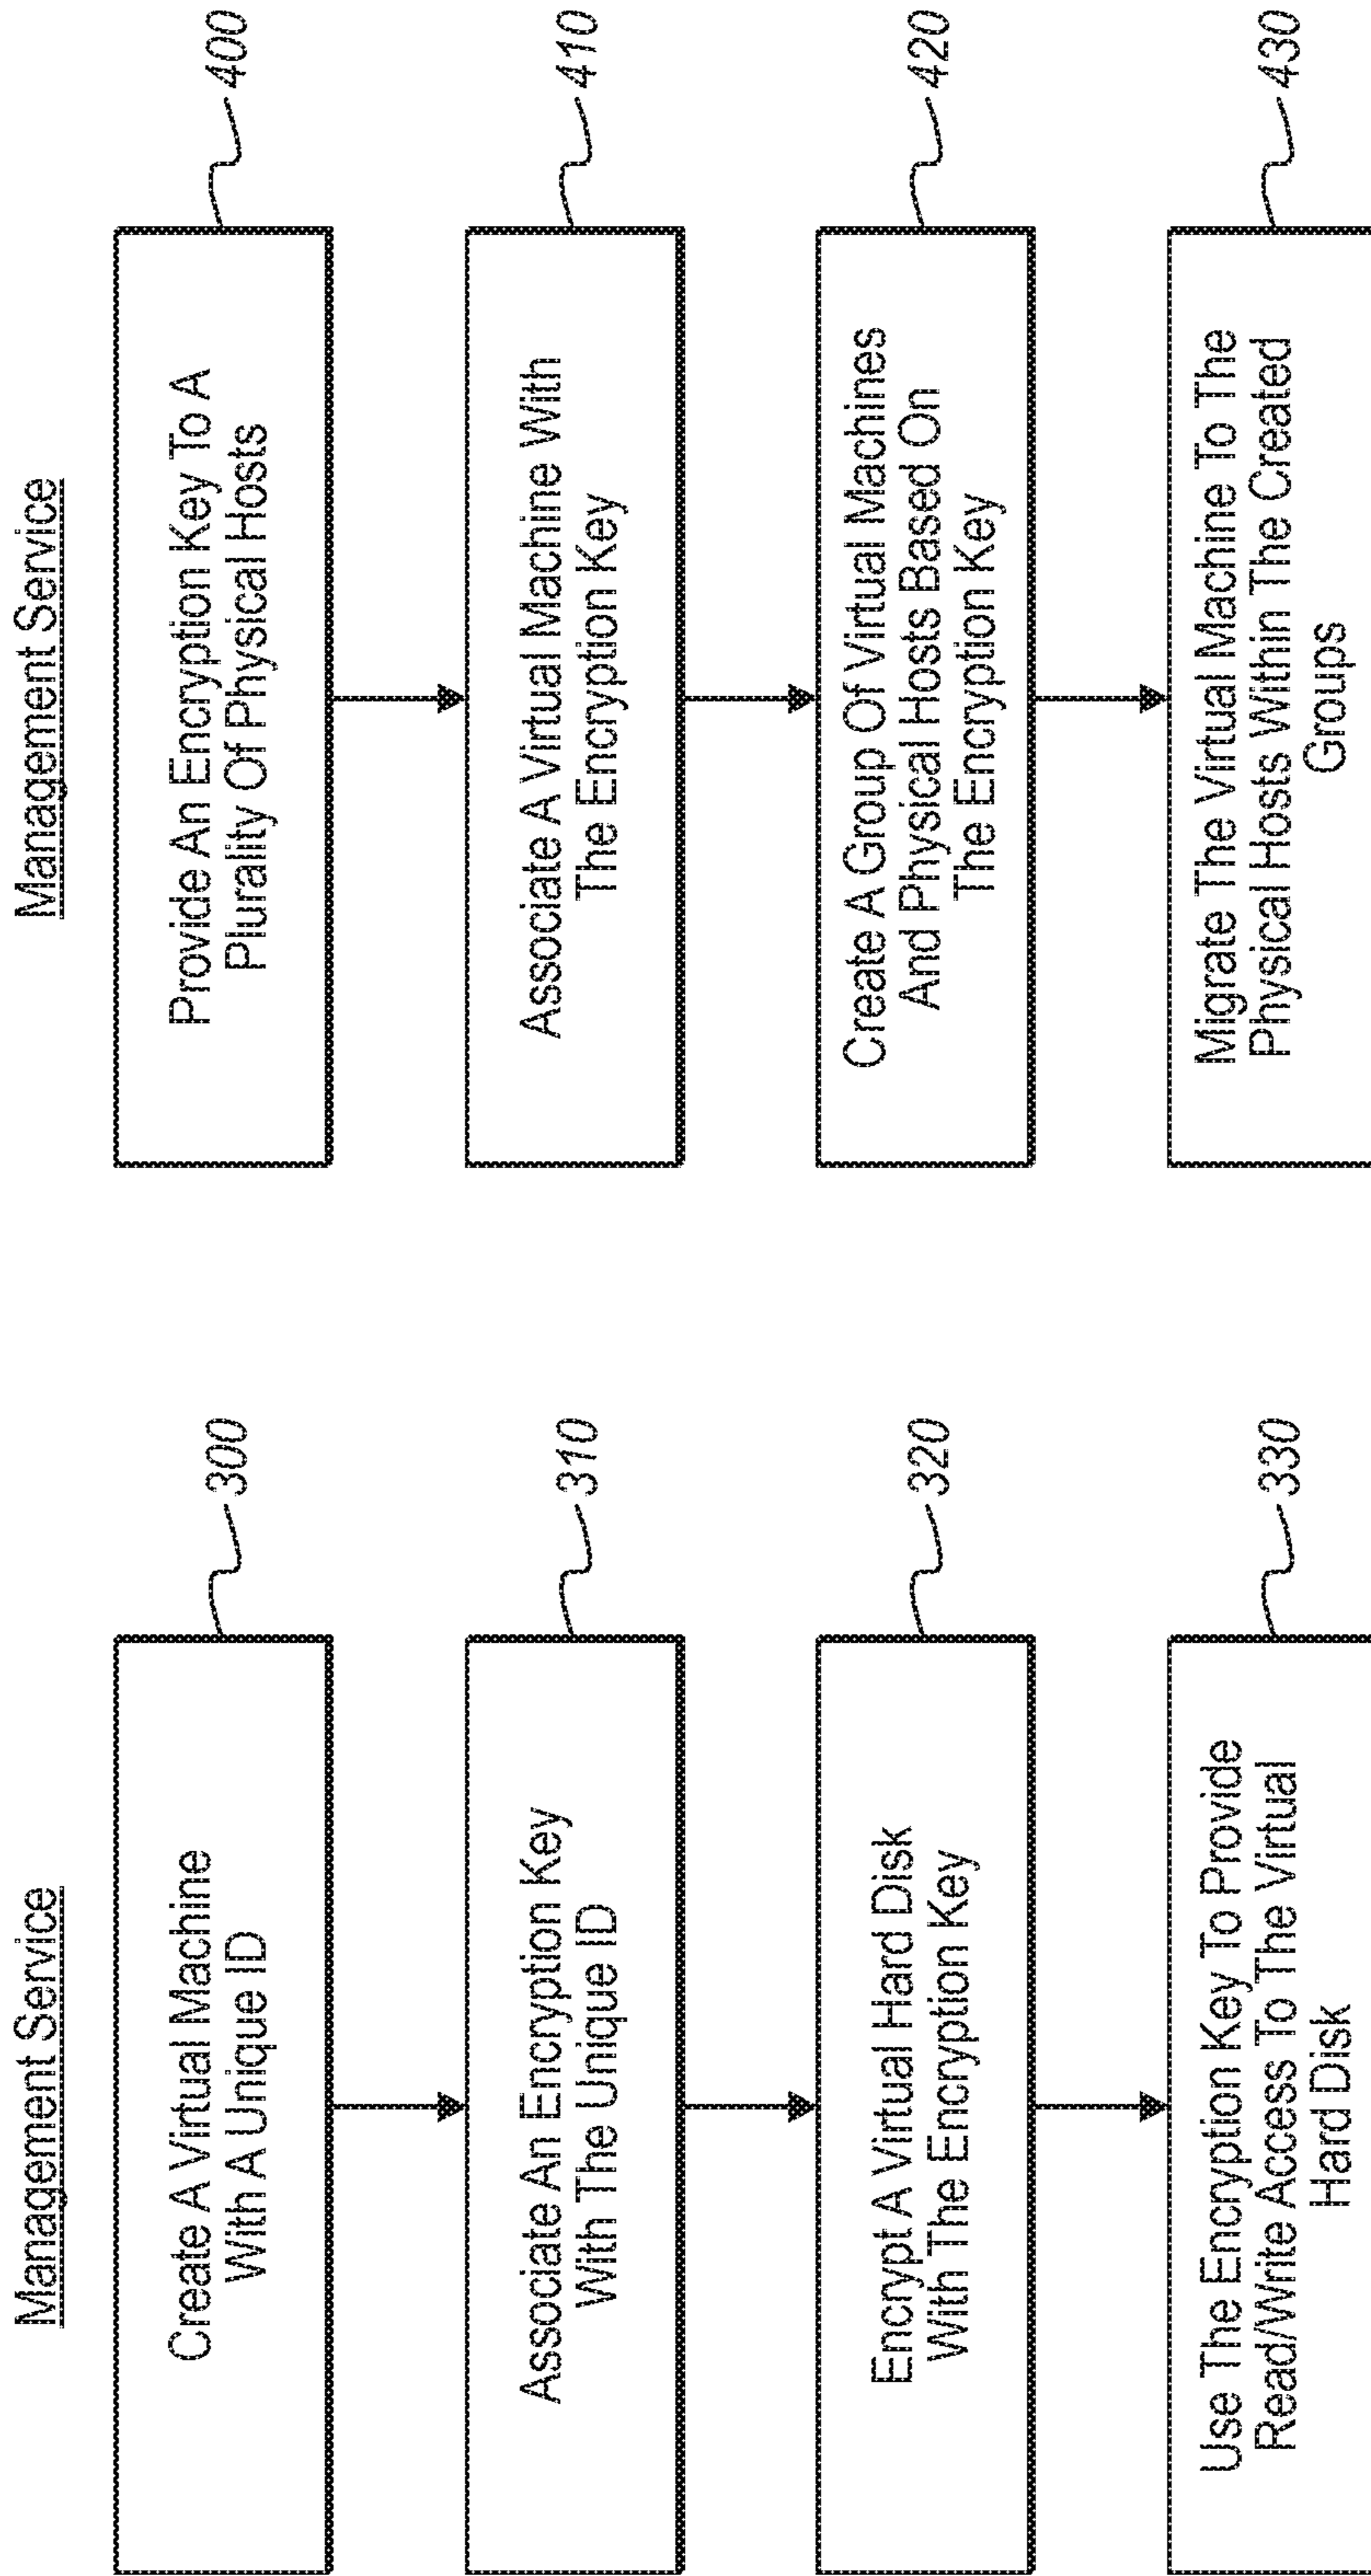 Management Service
Create A Virtual Machine
With A Unique ID
300
Associate An Encryption Key
With The Unique ID
310
Encrypt A Virtual Hard Disk
With The Encryption Key
320
Use The Encryption Key To Provide
Read/Write Access To The Virtual
Hard Disk
330
Management Service
Provide An Encryption Key To A
Plurality Of Physical Hosts
400
Associate A Virtual Machine With
The Encryption Key
410
Create A Group Of Virtual Machines
And Physical Hosts Based On
The Encryption Key
420
Migrate The Virtual Machine To The
Physical Hosts Within The Created
Groups
430